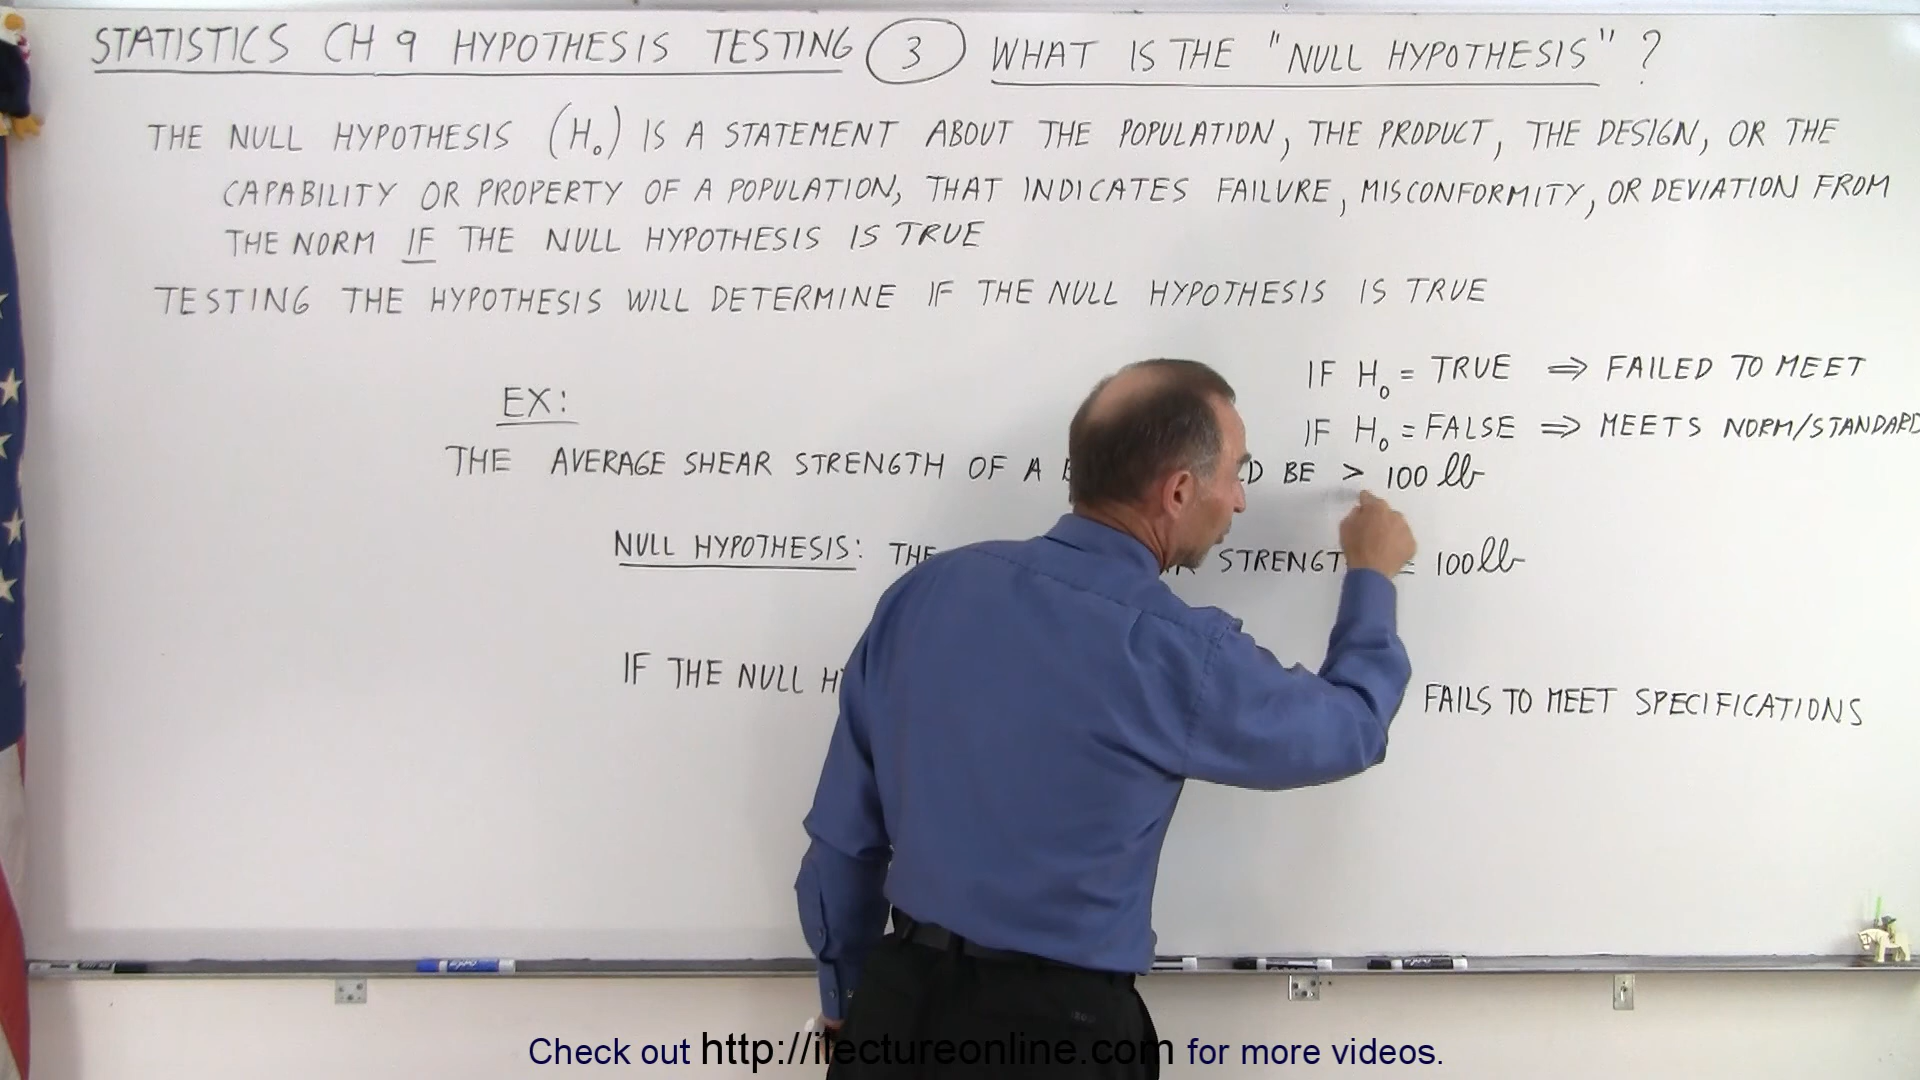 STATISTICS CH 9 HYPOTHESIS TESTING 3 WHAT IS THE "NULL HYPOTHESIS" ?
THE NULL HYPOTHESIS (H₀) IS A STATEMENT ABOUT THE POPULATION, THE PRODUCT, THE DESIGN, OR THE
CAPABILITY OR PROPERTY OF A POPULATION, THAT INDICATES FAILURE, MISCONFORMITY, OR DEVIATION FROM
THE NORM IF THE NULL HYPOTHESIS IS TRUE
TESTING THE HYPOTHESIS WILL DETERMINE IF THE NULL HYPOTHESIS IS TRUE
IF H₀ = TRUE ⇒ FAILED TO MEET
IF H₀ = FALSE ⇒ MEETS NORM/STANDARD
EX:
THE AVERAGE SHEAR STRENGTH OF A BE > 100 lb
NULL HYPOTHESIS: THE STRENGT 100 lb
IF THE NULL FAILS TO MEET SPECIFICATIONS
Check out http://ilectureonline.com for more videos.